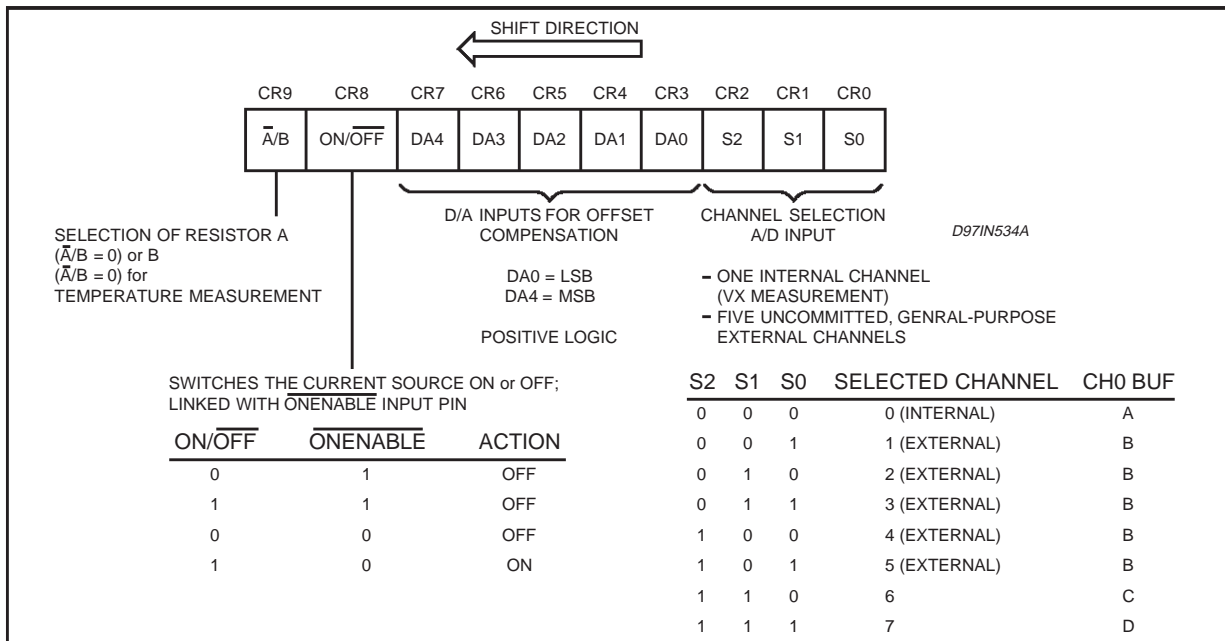 SHIFT DIRECTION
CR9 CR8 CR7 CR6 CR5 CR4 CR3 CR2 CR1 CR0
A̅/B ON/O̅F̅F̅ DA4 DA3 DA2 DA1 DA0 S2 S1 S0
SELECTION OF RESISTOR A
(A̅/B = 0) or B
(A̅/B = 0) for
TEMPERATURE MEASUREMENT
D/A INPUTS FOR OFFSET
COMPENSATION
DA0 = LSB
DA4 = MSB
POSITIVE LOGIC
CHANNEL SELECTION
A/D INPUT
D97IN534A
– ONE INTERNAL CHANNEL
(VX MEASUREMENT)
– FIVE UNCOMMITTED, GENRAL-PURPOSE
EXTERNAL CHANNELS
SWITCHES THE CURRENT SOURCE ON or OFF;
LINKED WITH O̅N̅E̅N̅A̅B̅L̅E̅ INPUT PIN
ON/O̅F̅F̅ O̅N̅E̅N̅A̅B̅L̅E̅ ACTION
0 1 OFF
1 1 OFF
0 0 OFF
1 0 ON
S2 S1 S0 SELECTED CHANNEL CH0 BUF
0 0 0 0 (INTERNAL) A
0 0 1 1 (EXTERNAL) B
0 1 0 2 (EXTERNAL) B
0 1 1 3 (EXTERNAL) B
1 0 0 4 (EXTERNAL) B
1 0 1 5 (EXTERNAL) B
1 1 0 6 C
1 1 1 7 D